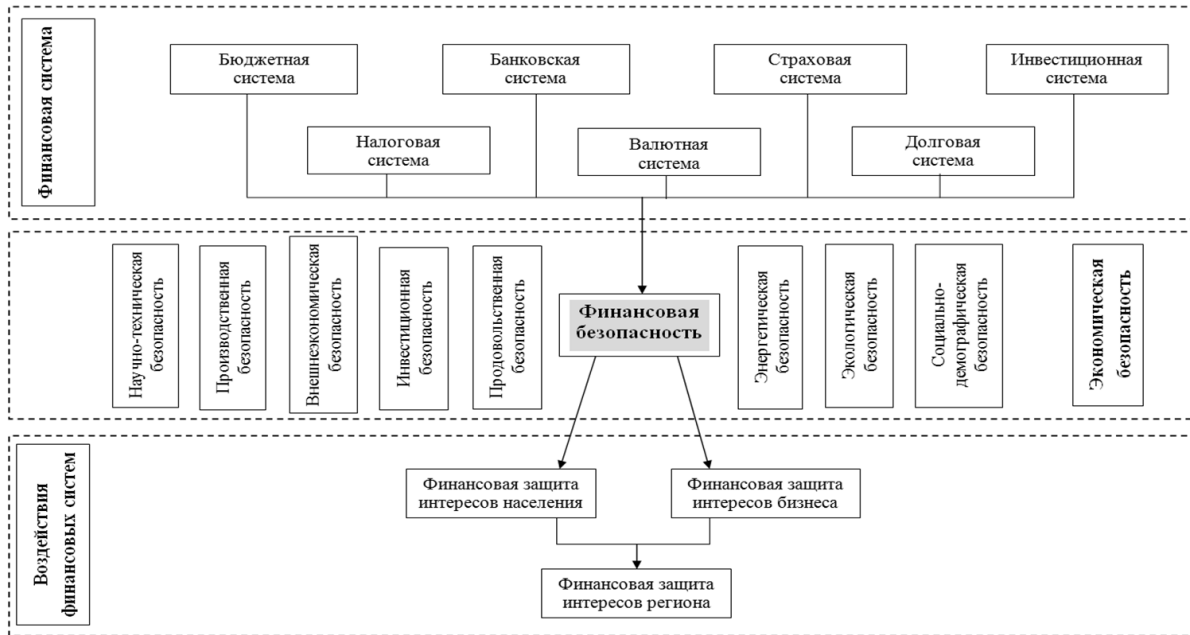 Финансовая система
Бюджетная
система
Банковская
система
Страховая
система
Инвестиционная
система
Налоговая
система
Валютная
система
Долговая
система
Научно-техническая
безопасность
Производственная
безопасность
Внешнеэкономическая
безопасность
Инвестиционная
безопасность
Продовольственная
безопасность
Финансовая
безопасность
Энергетическая
безопасность
Экологическая
безопасность
Социально-
демографическая
безопасность
Экономическая
безопасность
Воздействия
финансовых систем
Финансовая защита
интересов населения
Финансовая защита
интересов бизнеса
Финансовая защита
интересов региона